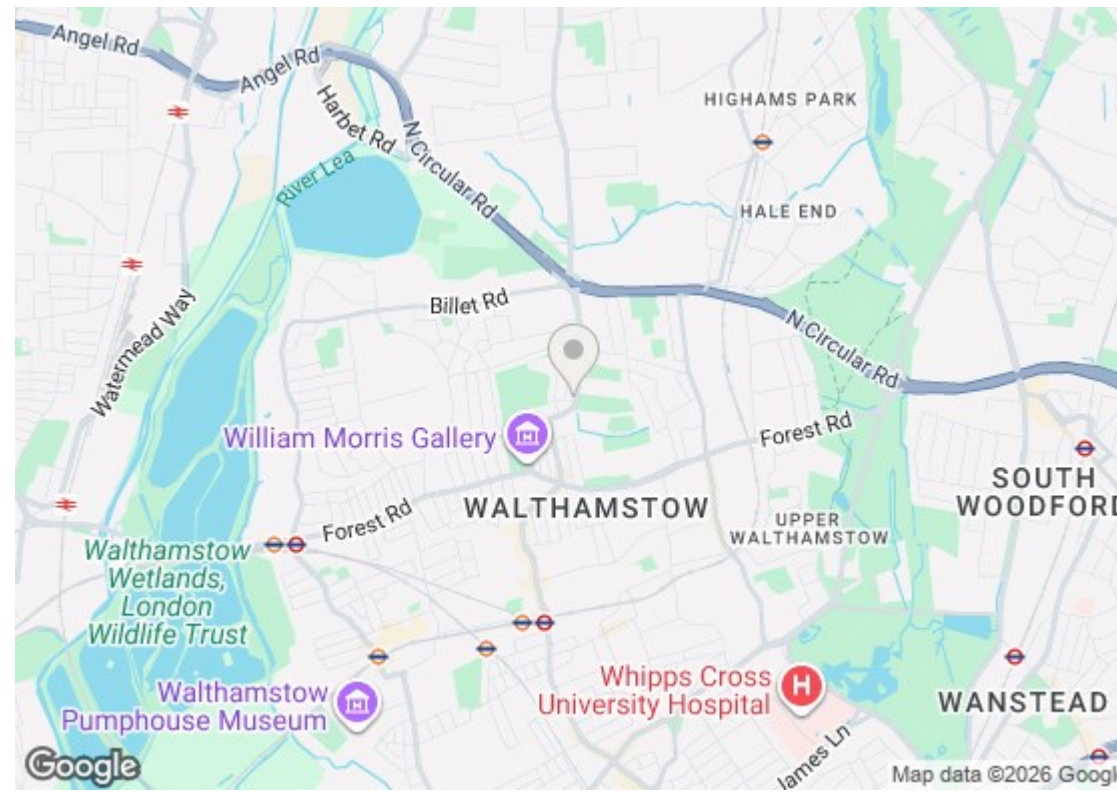 Angel Rd
Angel Rd
Harbet Rd
N Circular Rd
River Lea
HIGHAMS PARK
HALE END
Billet Rd
Watermead Way
N Circular Rd
William Morris Gallery
Forest Rd
WALTHAMSTOW
Forest Rd
SOUTH
WOODFORD
UPPER
WALTHAMSTOW
Walthamstow
Wetlands,
London
Wildlife Trust
Walthamstow
Pumphouse Museum
Whipps Cross
University Hospital
H
WANSTEAD
James Ln
Google
Map data ©2026 Google